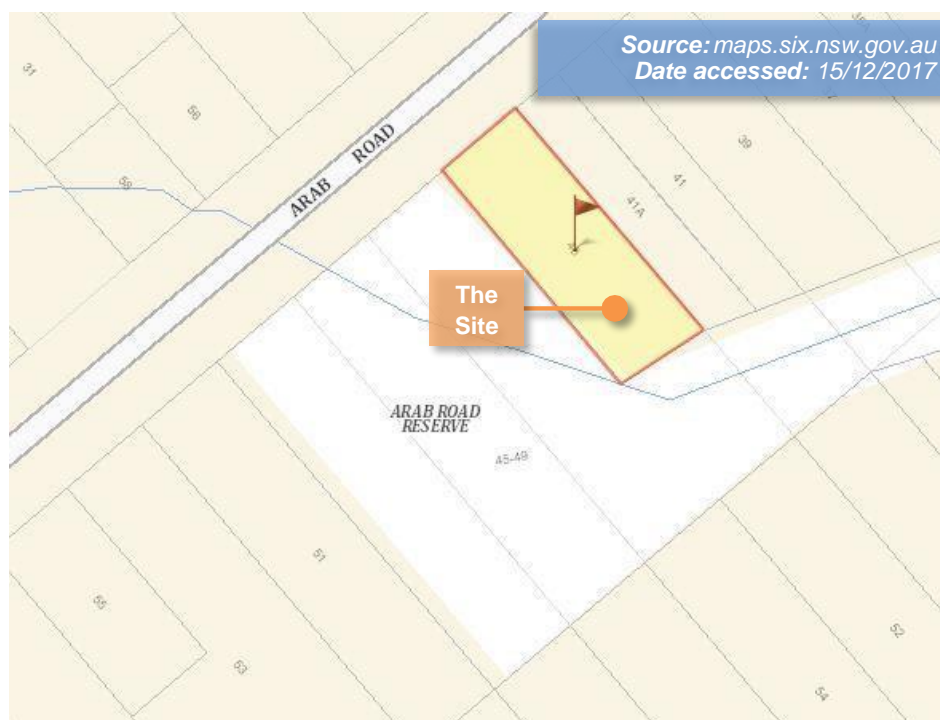 Source: maps.six.nsw.gov.au
Date accessed: 15/12/2017
31
56
58
ARAB ROAD
39
41
41A
The
Site
ARAB ROAD
RESERVE
45-49
51
55
53
52
54